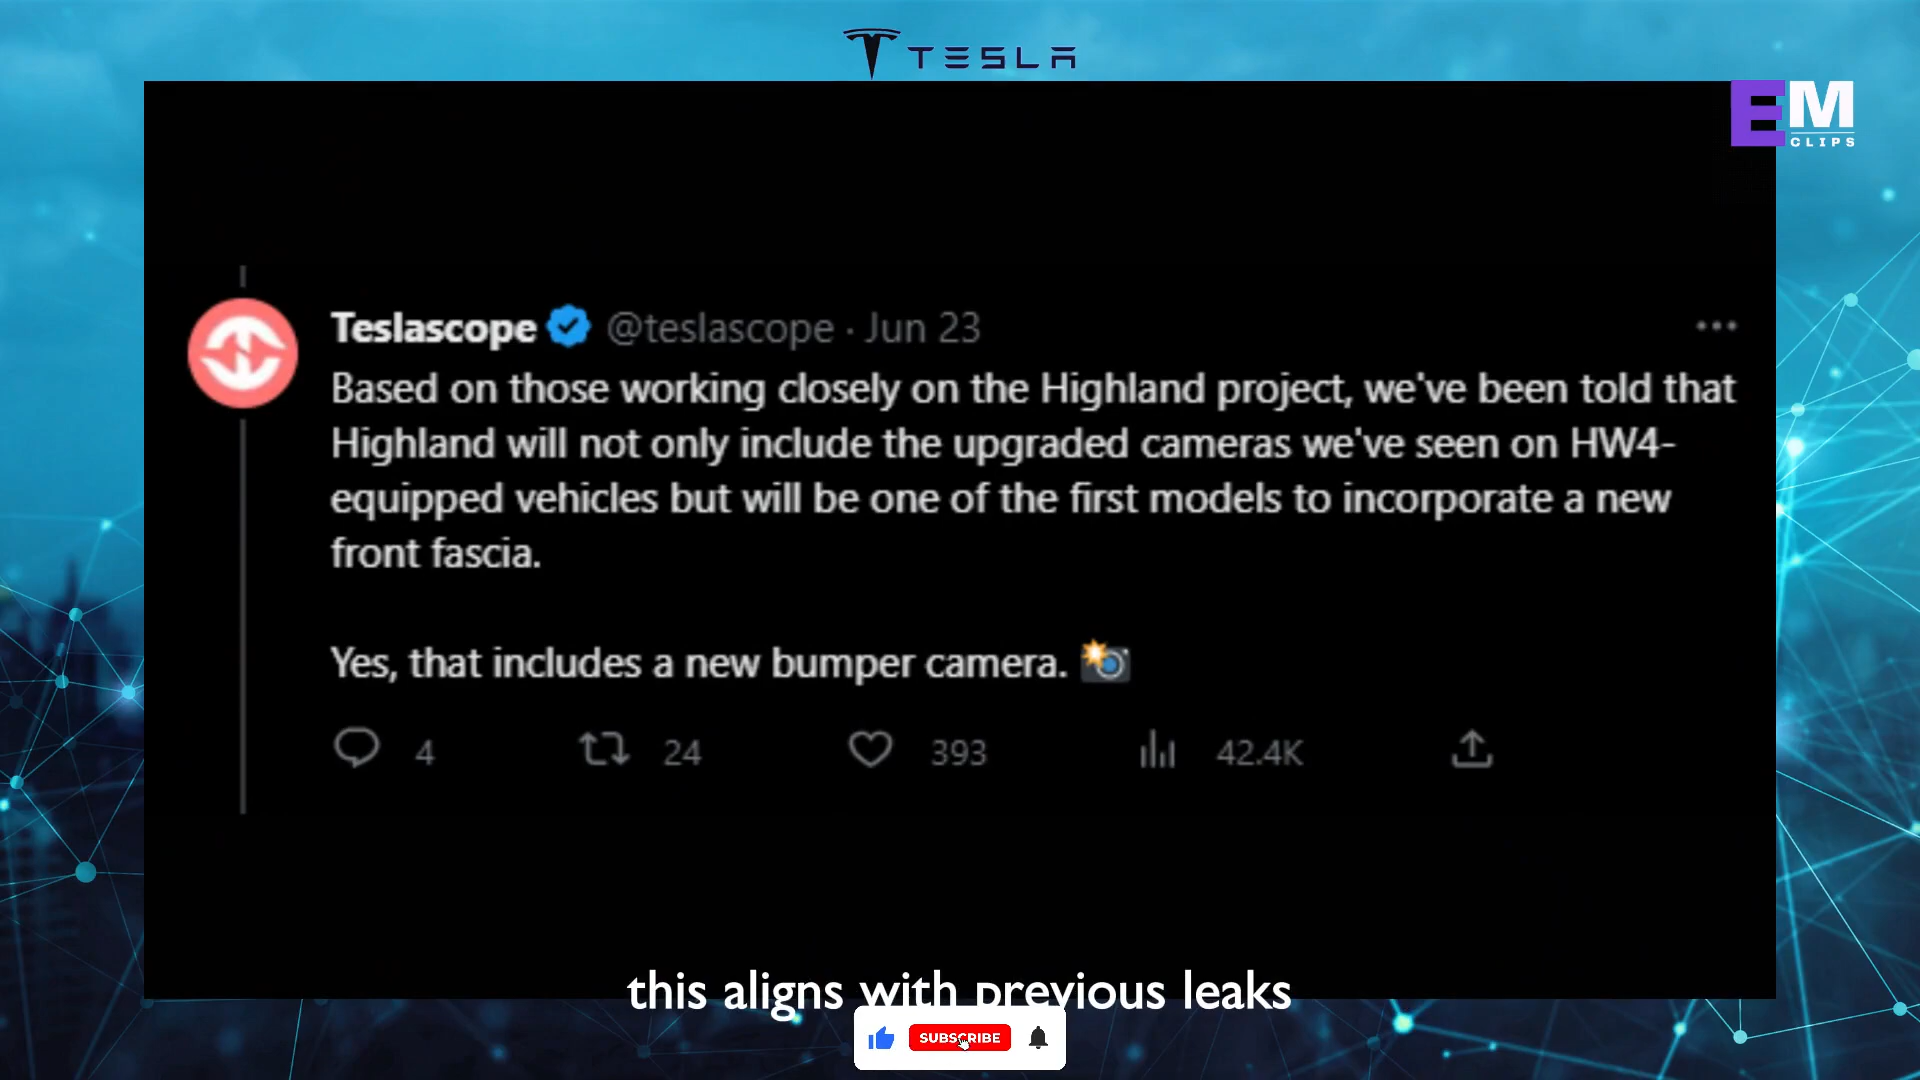 TESLA
EM
CLIPS
Teslascope @teslascope · Jun 23
Based on those working closely on the Highland project, we've been told that
Highland will not only include the upgraded cameras we've seen on HW4-
equipped vehicles but will be one of the first models to incorporate a new
front fascia.
Yes, that includes a new bumper camera.
4 24 393 42.4K
this aligns with previous leaks
SUBSCRIBE